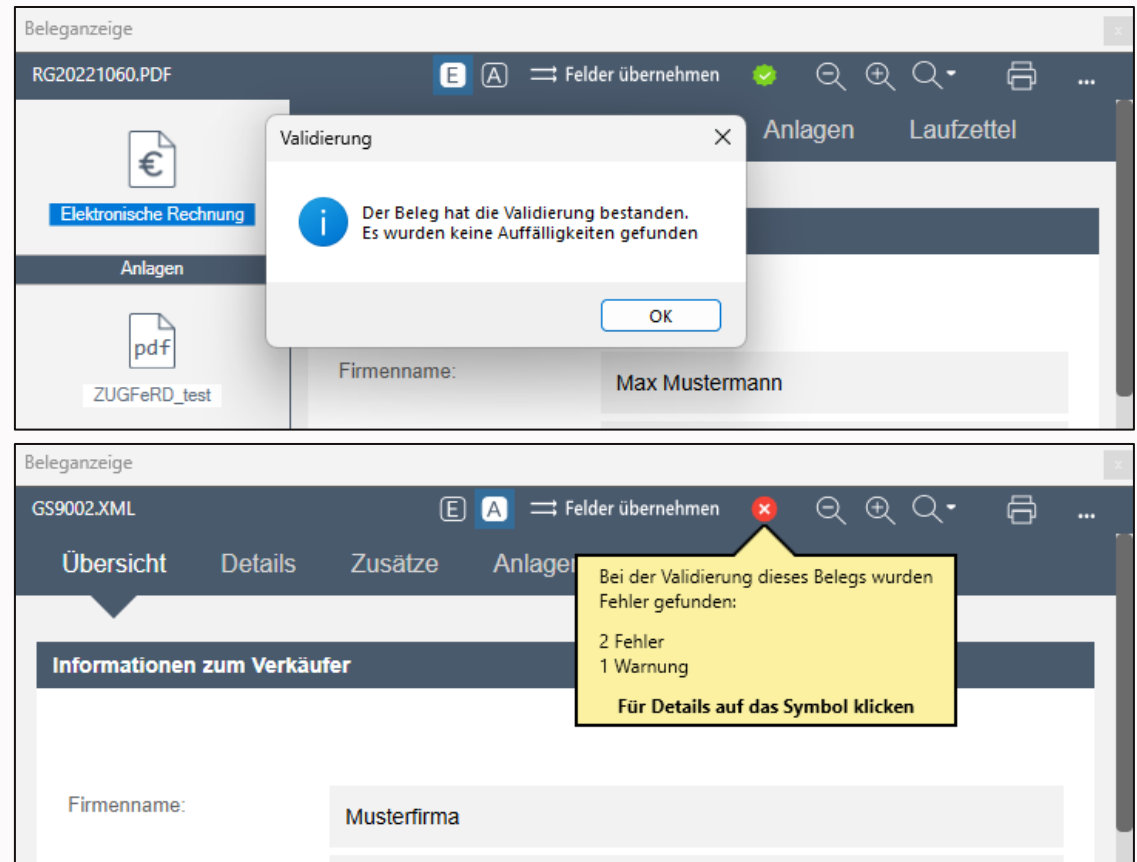 Beleganzeige
x
RG20221060.PDF
E A Felder übernehmen ...
Anlagen Laufzettel
Validierung
€
Elektronische Rechnung
i
Der Beleg hat die Validierung bestanden.
Es wurden keine Auffälligkeiten gefunden
Anlagen
OK
pdf
ZUGFeRD_test
Firmenname:
Max Mustermann
Beleganzeige
x
GS9002.XML
E A Felder übernehmen ...
Übersicht Details Zusätze Anlagen
Bei der Validierung dieses Belegs wurden
Fehler gefunden:
2 Fehler
1 Warnung
Für Details auf das Symbol klicken
Informationen zum Verkäufer
Firmenname:
Musterfirma